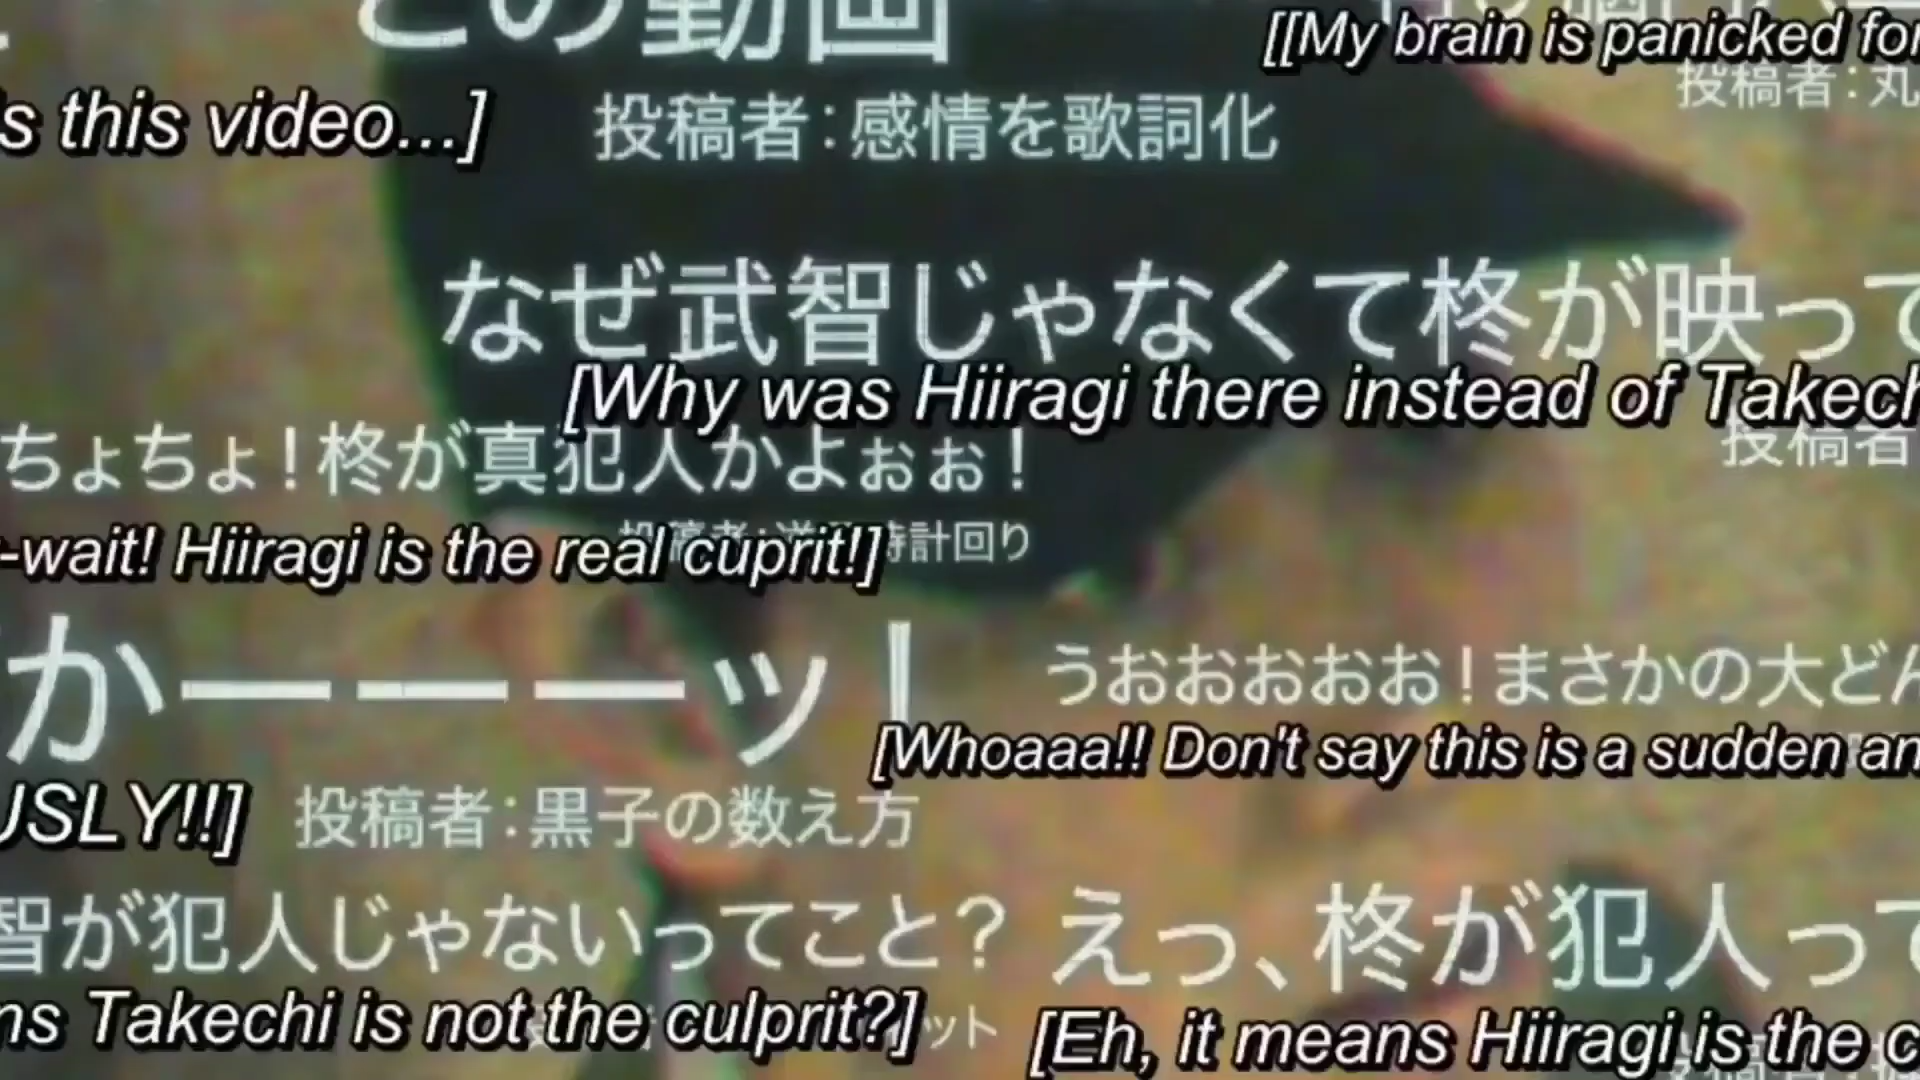 この動画
[[My brain is panicked for
投稿者：丸
s this video...]
投稿者：感情を歌詞化
なぜ武智じゃなくて柊が映って
[Why was Hiiragi there instead of Takech
投稿者
ちょちょ！柊が真犯人かよぉぉ！
-wait! Hiiragi is the real cuprit!]
時計回り
かーーーッ！
うおおおおお！まさかの大どん
[Whoaaa!! Don't say this is a sudden an
USLY!!]
投稿者：黒子の数え方
智が犯人じゃないってこと？
えっ、柊が犯人って
ns Takechi is not the culprit?]
ット
[Eh, it means Hiiragi is the c